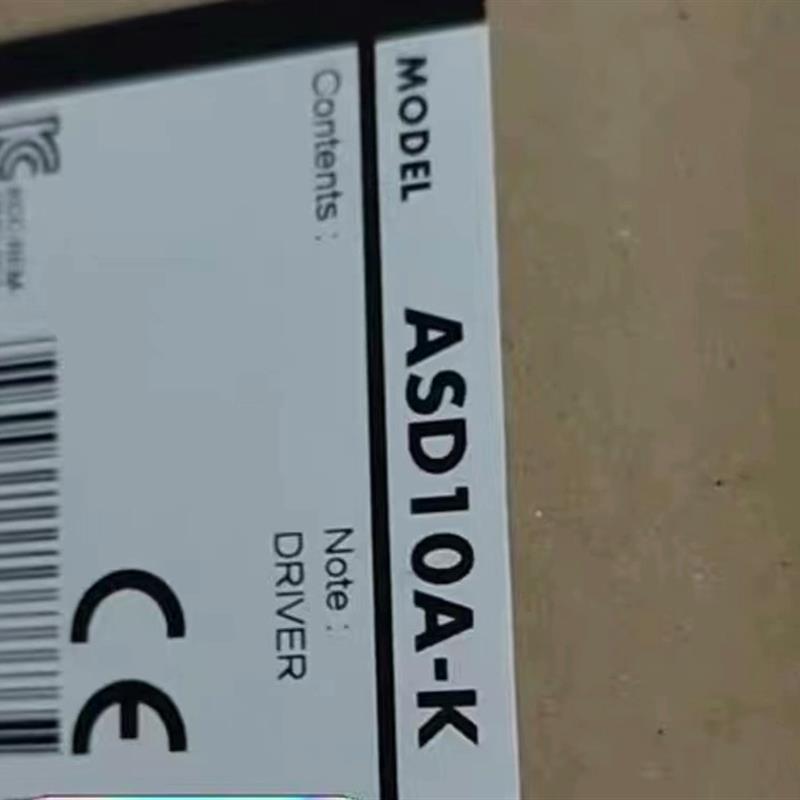 MODEL ASD10A-K
Contents :
Note :
DRIVER
CE